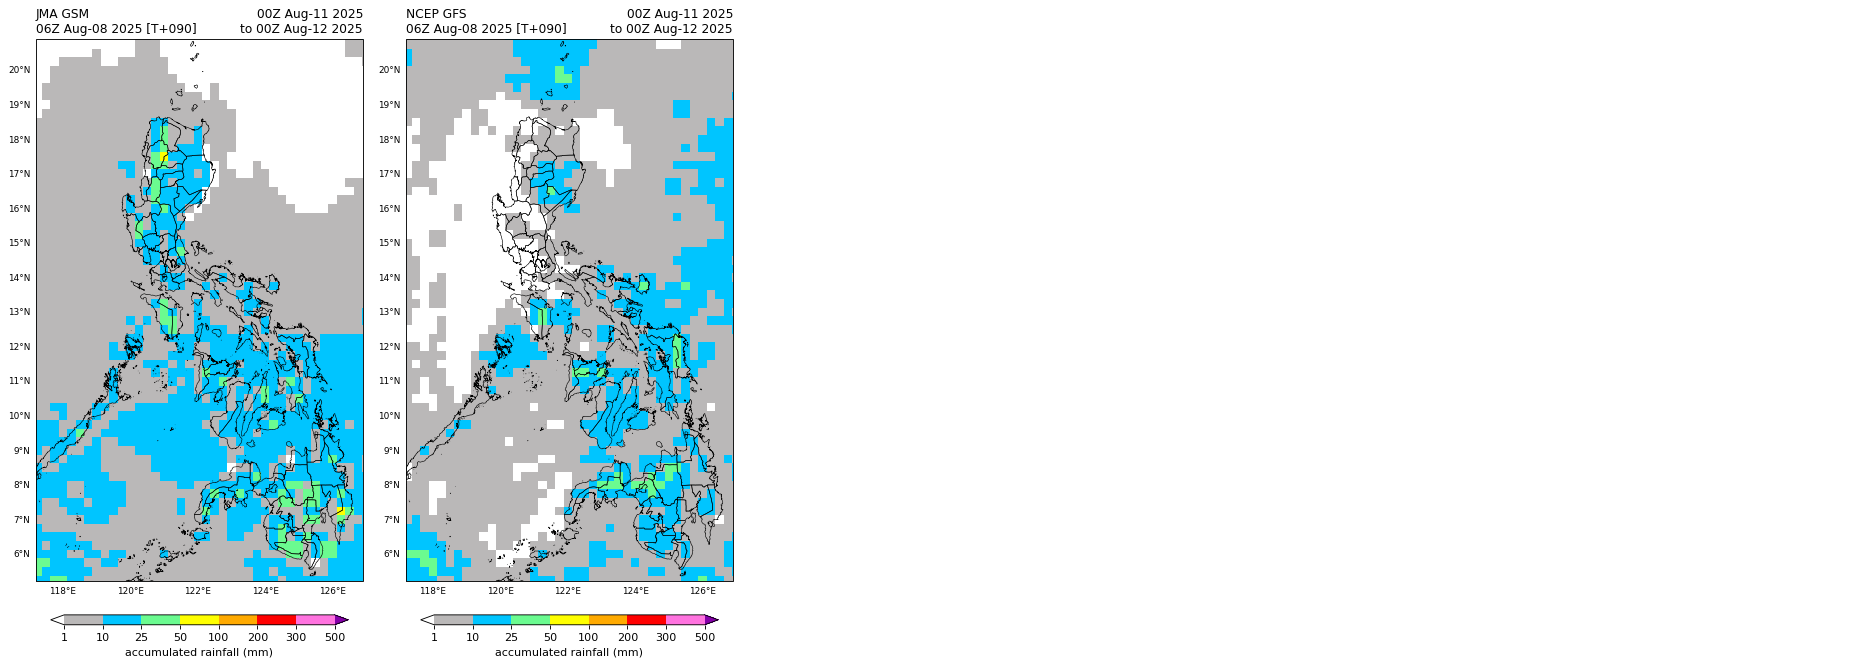 JMA GSM 00Z Aug-11 2025
06Z Aug-08 2025 [T+090] to 00Z Aug-12 2025
20°N
19°N
18°N
17°N
16°N
15°N
14°N
13°N
12°N
11°N
10°N
9°N
8°N
7°N
6°N
118°E 120°E 122°E 124°E 126°E
1 10 25 50 100 200 300 500
accumulated rainfall (mm)
NCEP GFS 00Z Aug-11 2025
06Z Aug-08 2025 [T+090] to 00Z Aug-12 2025
20°N
19°N
18°N
17°N
16°N
15°N
14°N
13°N
12°N
11°N
10°N
9°N
8°N
7°N
6°N
118°E 120°E 122°E 124°E 126°E
1 10 25 50 100 200 300 500
accumulated rainfall (mm)